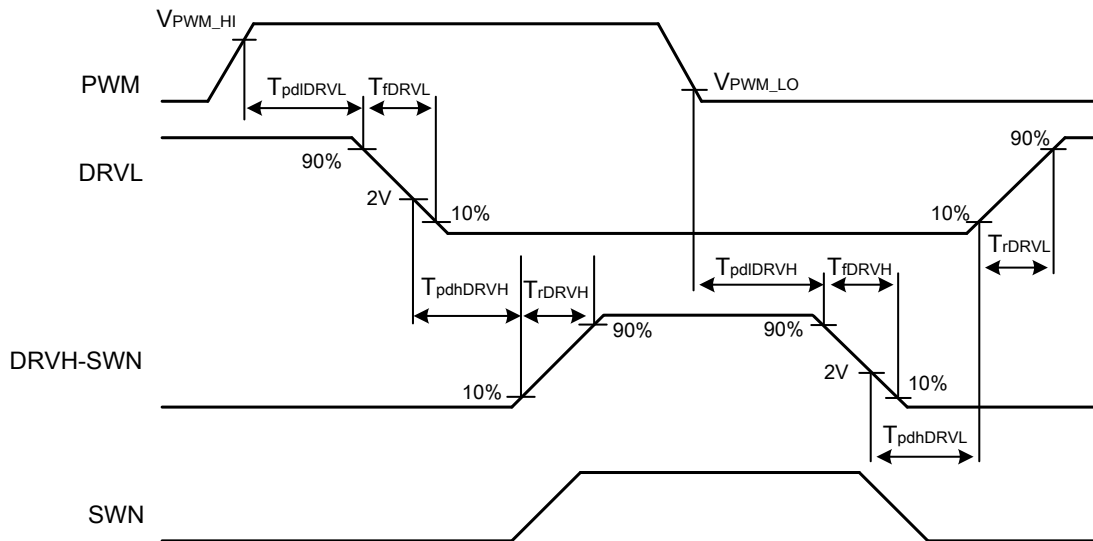 VPWM_HI
PWM
TpdlDRVL
TfDRVL
VPWM_LO
DRVL
90%
2V
10%
90%
10%
TrDRVL
TpdhDRVH
TrDRVH
TpdlDRVH
TfDRVH
DRVH-SWN
10%
90%
90%
2V
10%
TpdhDRVL
SWN